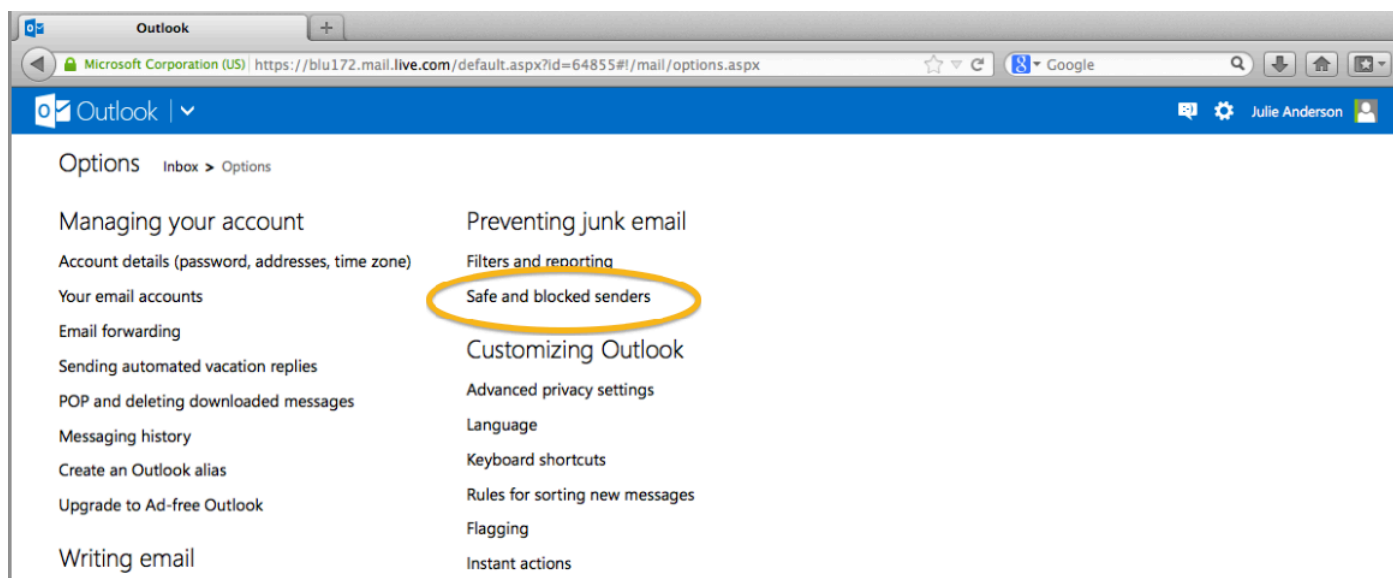 Outlook
Microsoft Corporation (US) https://blu172.mail.live.com/default.aspx?id=64855#!/mail/options.aspx
Google
Outlook
Julie Anderson
Options Inbox > Options
Managing your account
Account details (password, addresses, time zone)
Your email accounts
Email forwarding
Sending automated vacation replies
POP and deleting downloaded messages
Messaging history
Create an Outlook alias
Upgrade to Ad-free Outlook
Writing email
Preventing junk email
Filters and reporting
Safe and blocked senders
Customizing Outlook
Advanced privacy settings
Language
Keyboard shortcuts
Rules for sorting new messages
Flagging
Instant actions